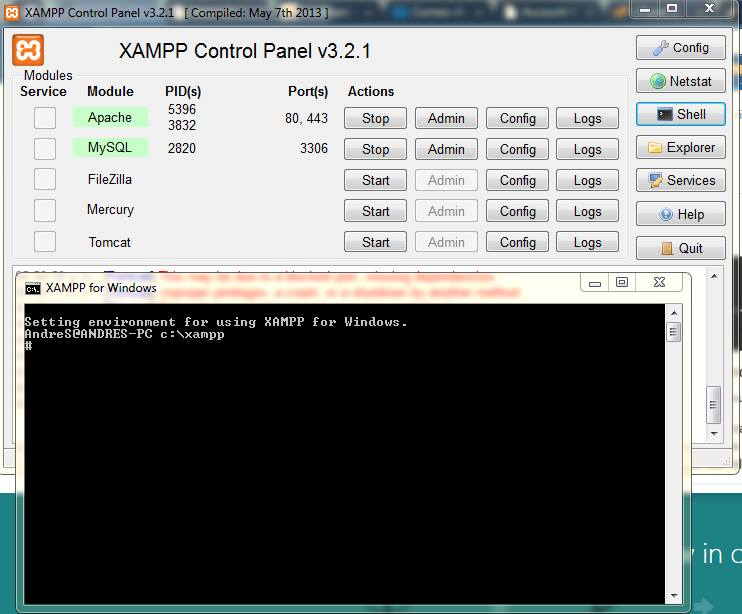 XAMPP Control Panel v3.2.1 [ Compiled: May 7th 2013 ]
XAMPP Control Panel v3.2.1
Config
Modules
Service Module PID(s) Port(s) Actions
Netstat
Apache 5396 3832 80, 443 Stop Admin Config Logs
Shell
MySQL 2820 3306 Stop Admin Config Logs
Explorer
FileZilla Start Admin Config Logs
Services
Mercury Start Admin Config Logs
Help
Tomcat Start Admin Config Logs
Quit
XAMPP for Windows
Setting environment for using XAMPP for Windows.
AndreS@ANDRES-PC c:\xampp
#
in